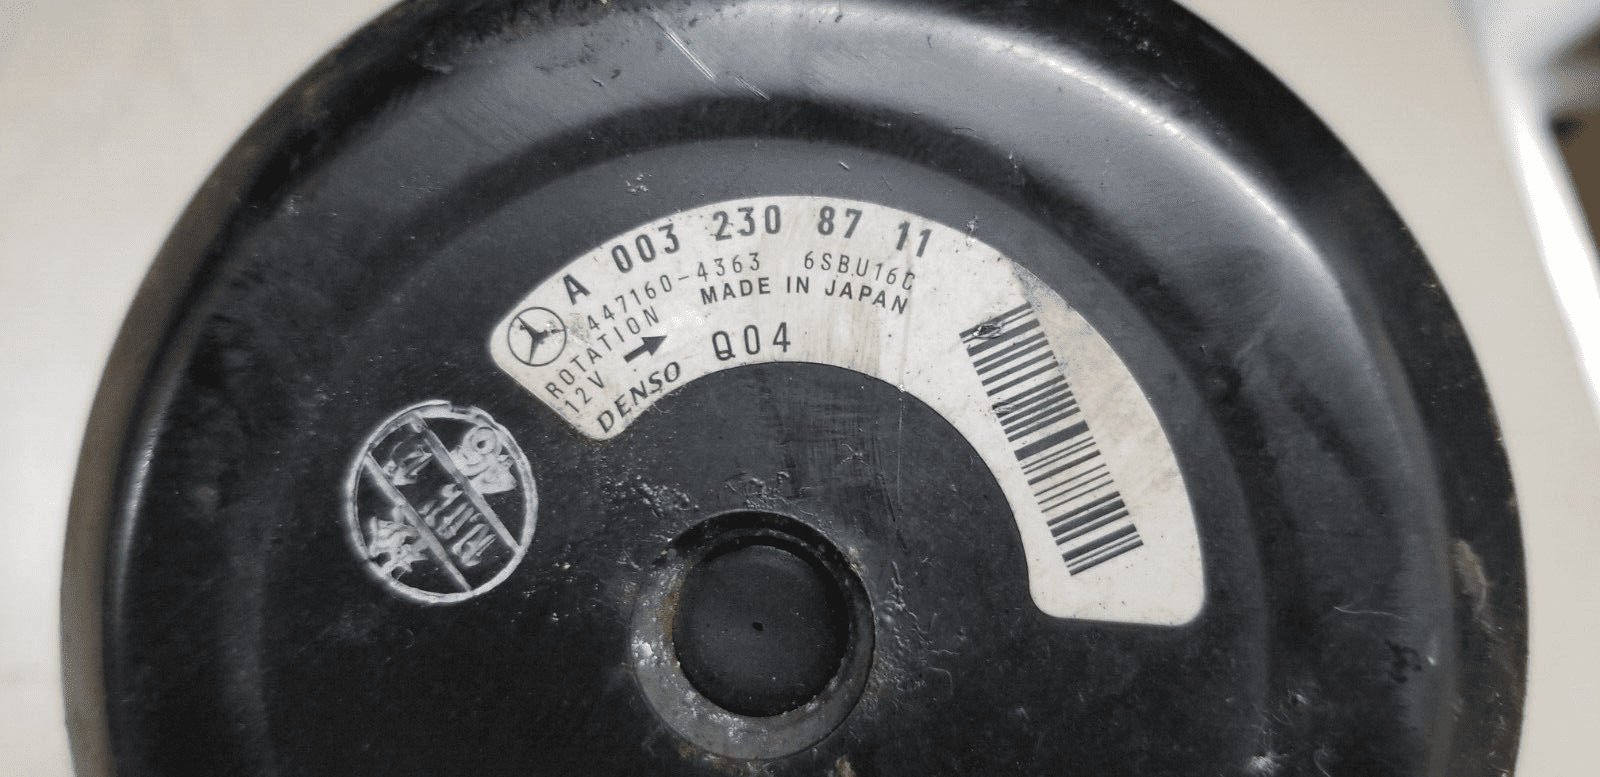 A 003 230 87 11
447160-4363 6SBU16C
ROTATION MADE IN JAPAN
12V
DENSO Q04